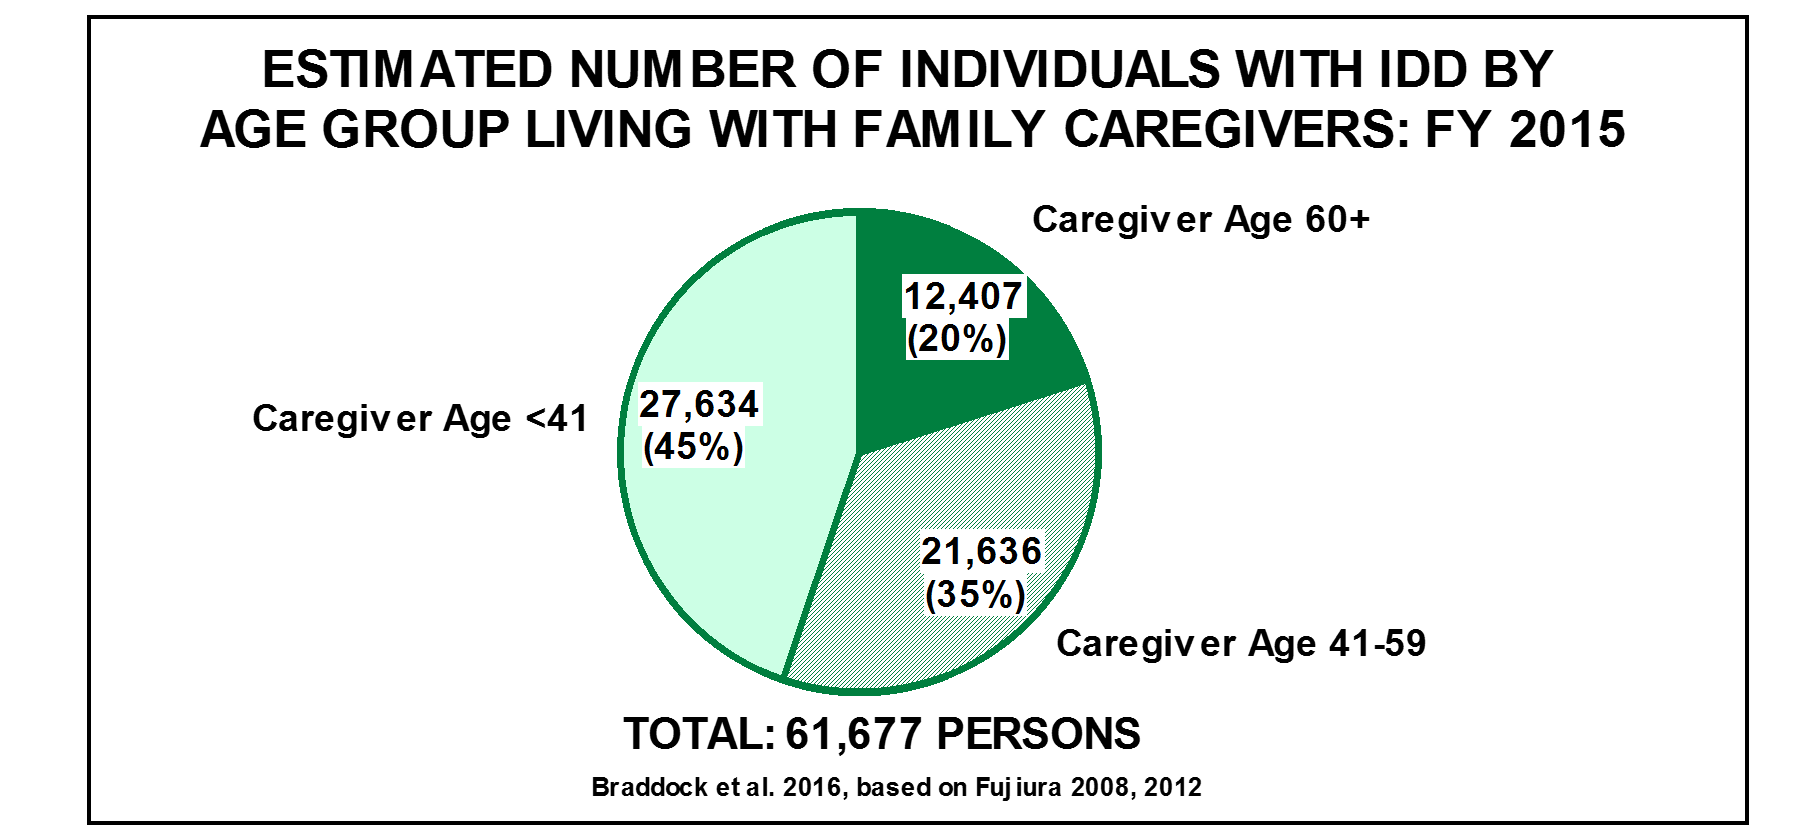 ESTIMATED NUMBER OF INDIVIDUALS WITH IDD BY
AGE GROUP LIVING WITH FAMILY CAREGIVERS: FY 2015
Caregiver Age 60+
12,407
(20%)
Caregiver Age <41
27,634
(45%)
21,636
(35%)
Caregiver Age 41-59
TOTAL: 61,677 PERSONS
Braddock et al. 2016, based on Fujiura 2008, 2012